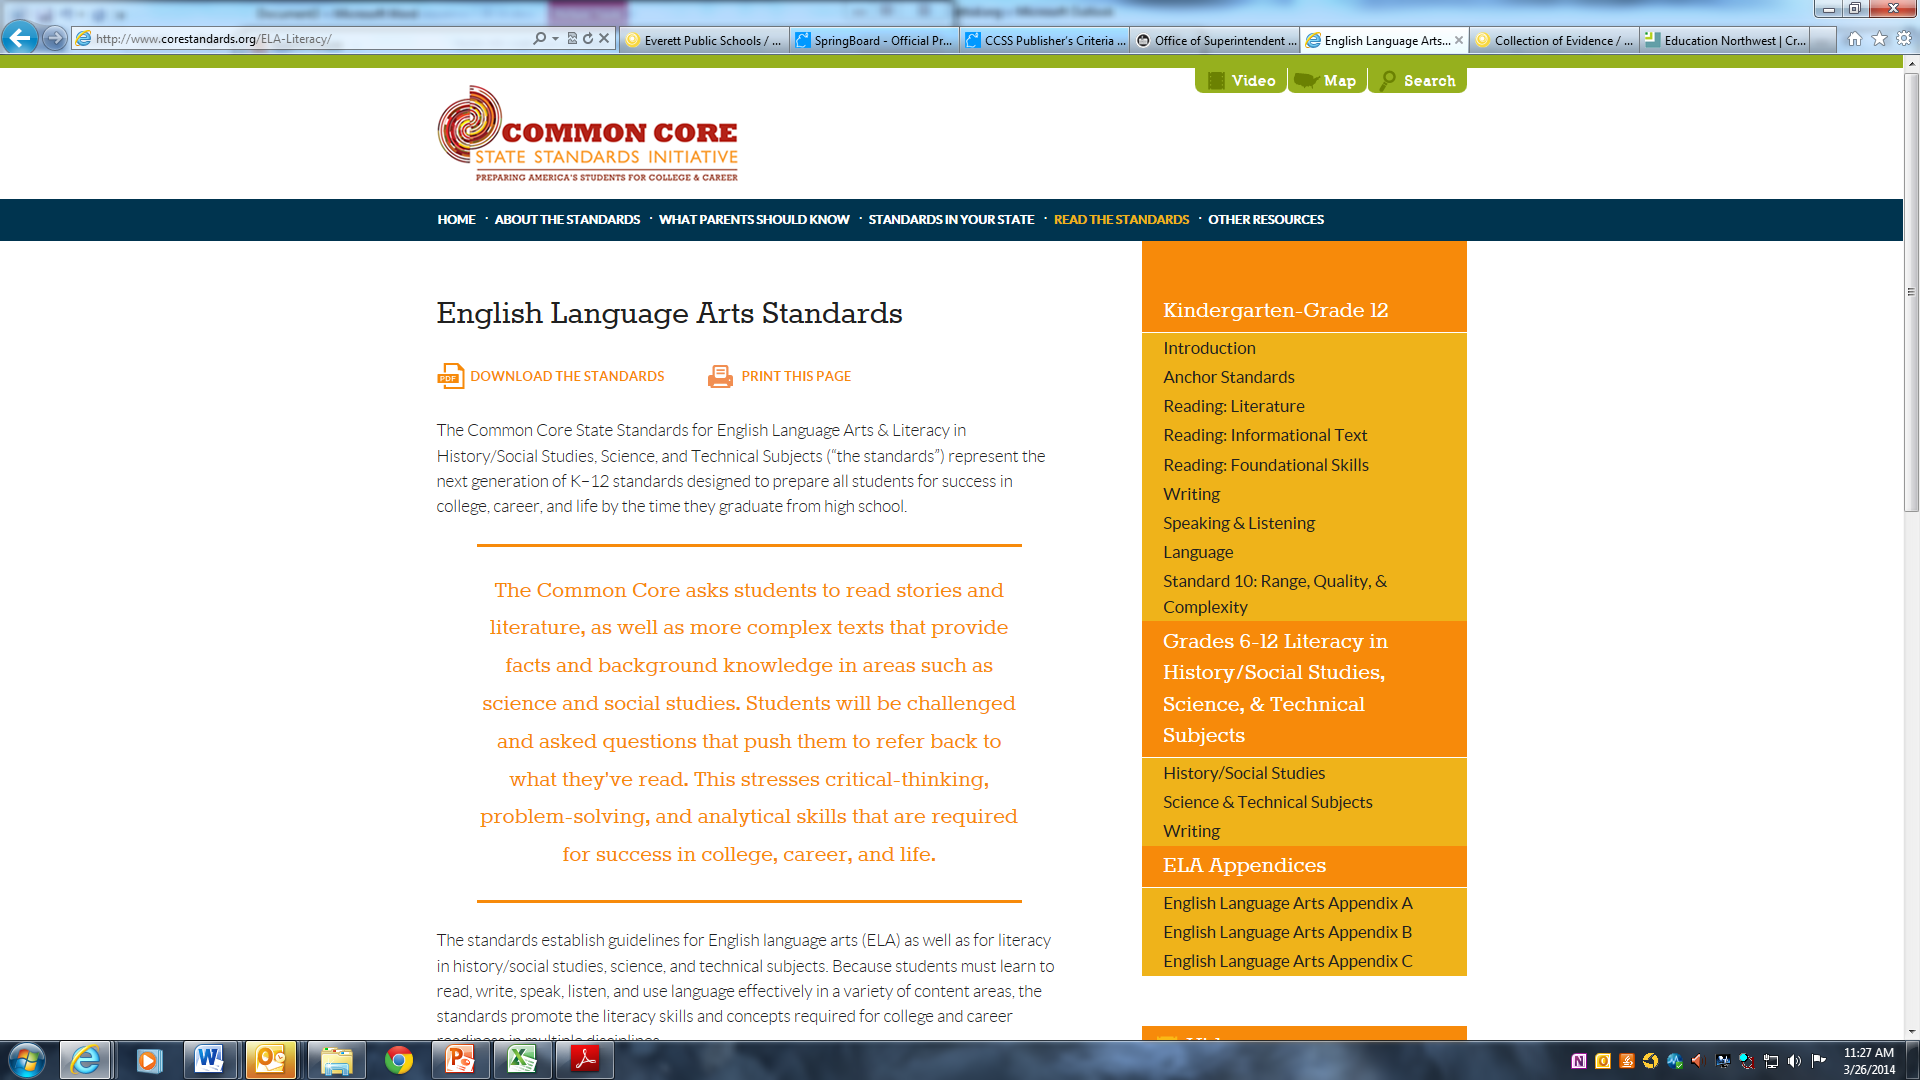 http://www.corestandards.org/ELA-Literacy/
Everett Public Schools / ...
SpringBoard - Official Pr...
CCSS Publisher's Criteria ...
Office of Superintendent ...
English Language Arts...
Collection of Evidence / ...
Education Northwest | Cr...
Video
Map
Search
COMMON CORE
STATE STANDARDS INITIATIVE
PREPARING AMERICA'S STUDENTS FOR COLLEGE & CAREER
HOME · ABOUT THE STANDARDS · WHAT PARENTS SHOULD KNOW · STANDARDS IN YOUR STATE · READ THE STANDARDS · OTHER RESOURCES
English Language Arts Standards
PDF DOWNLOAD THE STANDARDS
PRINT THIS PAGE
The Common Core State Standards for English Language Arts & Literacy in
History/Social Studies, Science, and Technical Subjects (“the standards”) represent the
next generation of K–12 standards designed to prepare all students for success in
college, career, and life by the time they graduate from high school.
The Common Core asks students to read stories and
literature, as well as more complex texts that provide
facts and background knowledge in areas such as
science and social studies. Students will be challenged
and asked questions that push them to refer back to
what they've read. This stresses critical-thinking,
problem-solving, and analytical skills that are required
for success in college, career, and life.
The standards establish guidelines for English language arts (ELA) as well as for literacy
in history/social studies, science, and technical subjects. Because students must learn to
read, write, speak, listen, and use language effectively in a variety of content areas, the
standards promote the literacy skills and concepts required for college and career
readiness in multiple disciplines.
Kindergarten-Grade 12
Introduction
Anchor Standards
Reading: Literature
Reading: Informational Text
Reading: Foundational Skills
Writing
Speaking & Listening
Language
Standard 10: Range, Quality, &
Complexity
Grades 6-12 Literacy in
History/Social Studies,
Science, & Technical
Subjects
History/Social Studies
Science & Technical Subjects
Writing
ELA Appendices
English Language Arts Appendix A
English Language Arts Appendix B
English Language Arts Appendix C
11:27 AM
3/26/2014